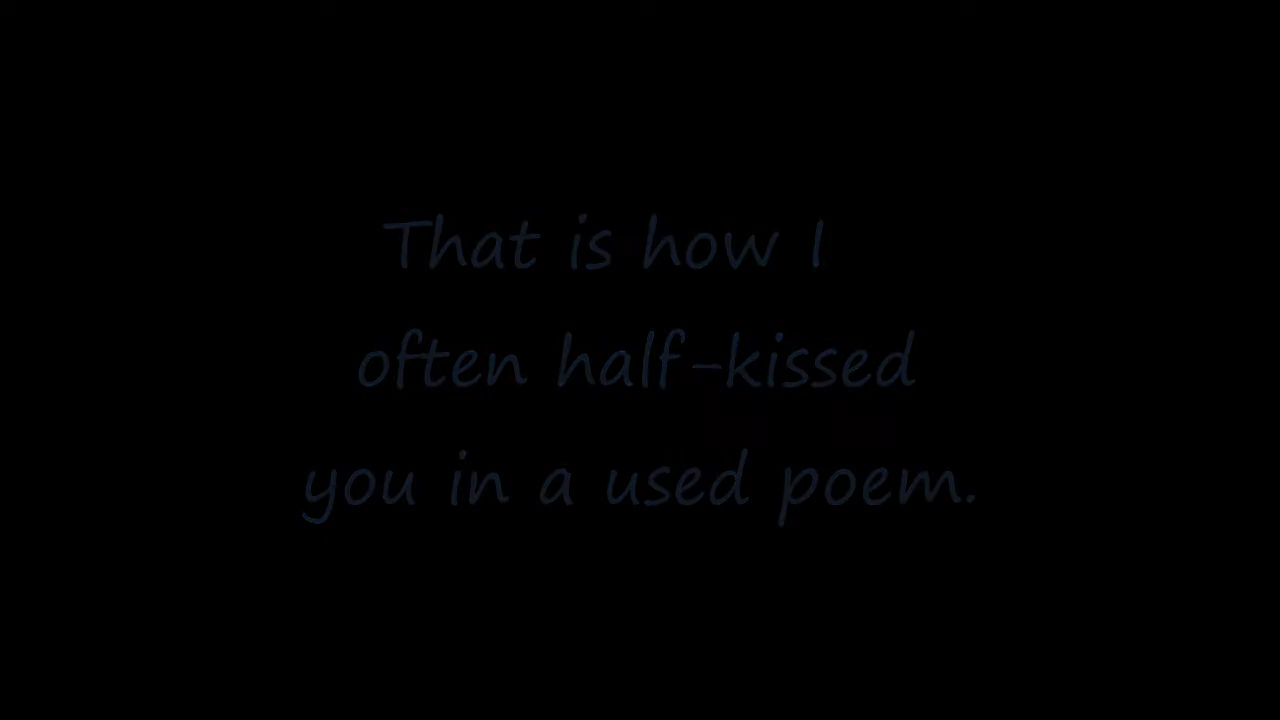 That is how I
often half-kissed
you in a used poem.